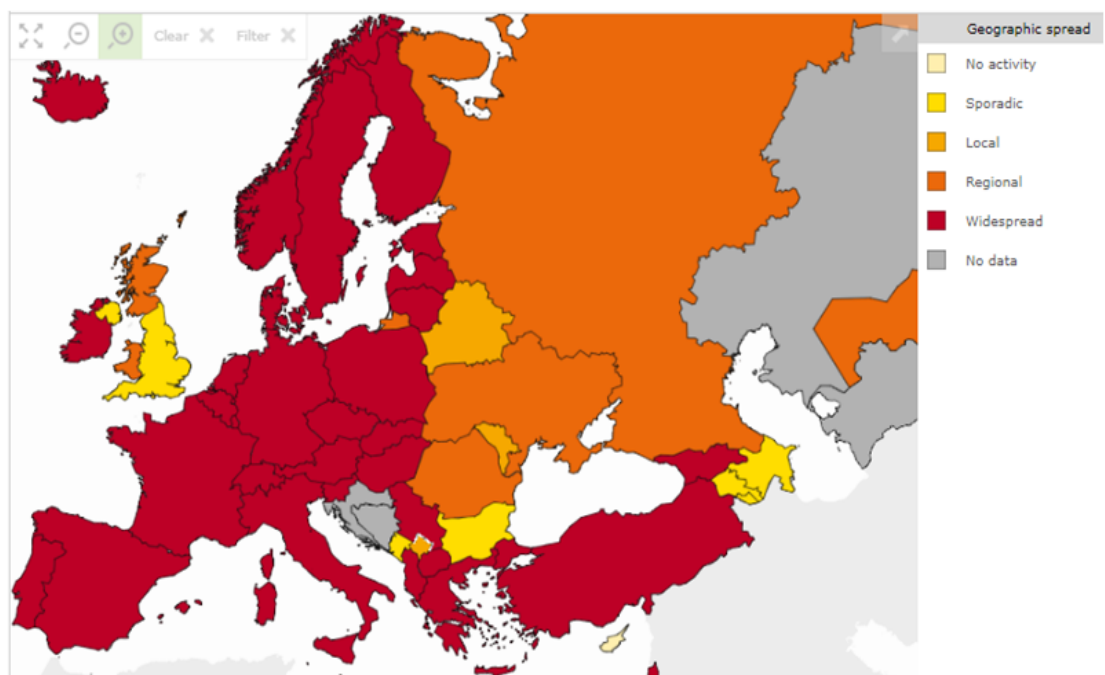 Clear
Filter
Geographic spread
No activity
Sporadic
Local
Regional
Widespread
No data